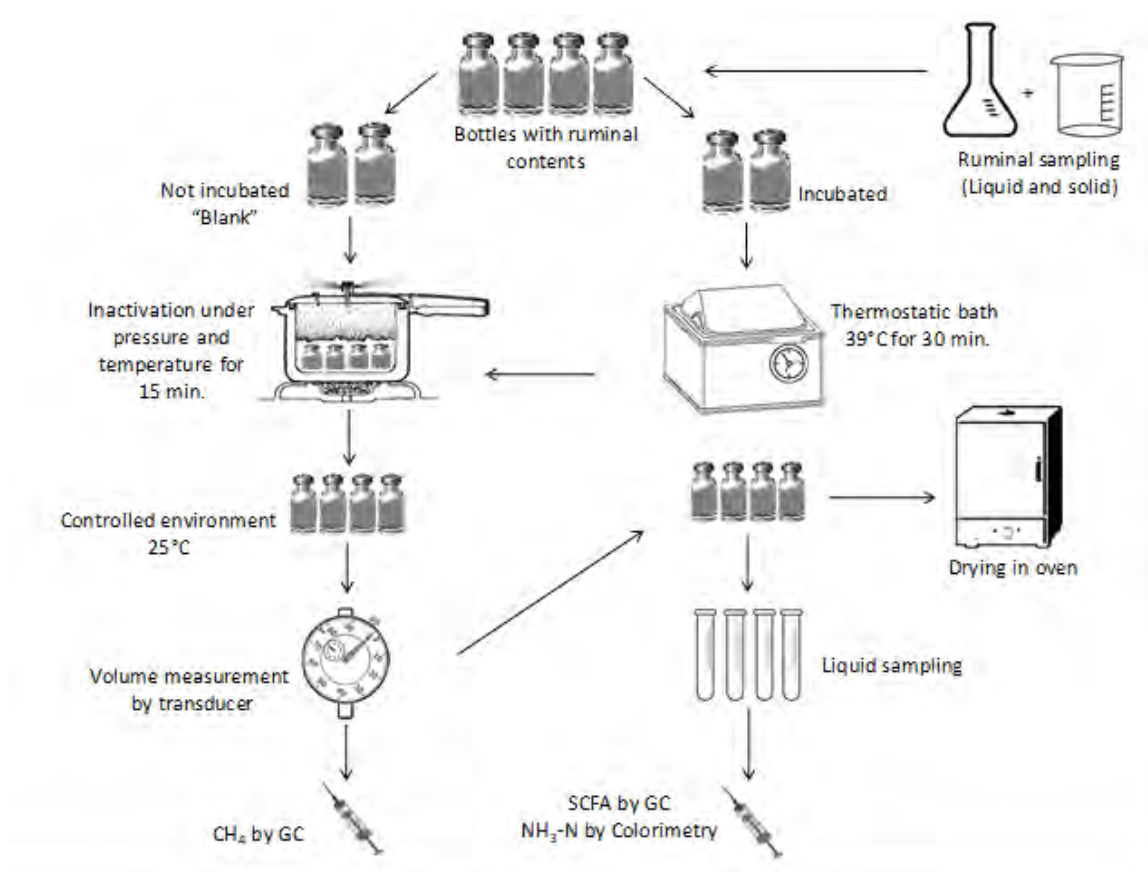 Bottles with ruminal
contents
Ruminal sampling
(Liquid and solid)
+
Not incubated
“Blank”
Incubated
Inactivation under
pressure and
temperature for
15 min.
Thermostatic bath
39°C for 30 min.
Controlled environment
25°C
Drying in oven
Volume measurement
by transducer
Liquid sampling
CH₄ by GC
SCFA by GC
NH₃-N by Colorimetry